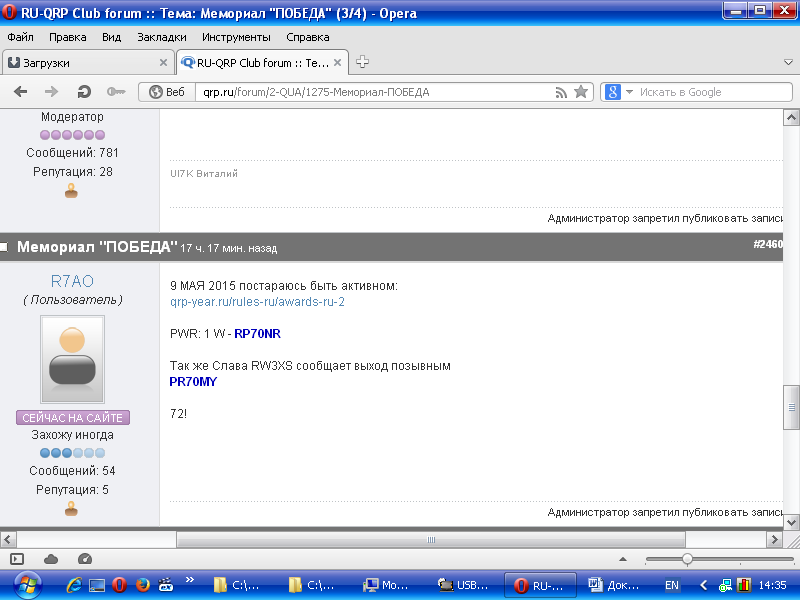 RU-QRP Club forum :: Тема: Мемориал "ПОБЕДА" (3/4) - Opera
Файл Правка Вид Закладки Инструменты Справка
Загрузки
RU-QRP Club forum :: Те...
Веб
qrp.ru/forum/2-QUA/1275-Мемориал-ПОБЕДА
Искать в Google
Модератор
Сообщений: 781
Репутация: 28
UI7K Виталий
Администратор запретил публиковать записи
Мемориал "ПОБЕДА" 17 ч. 17 мин. назад
#2460
R7AO
( Пользователь )
СЕЙЧАС НА САЙТЕ
Захожу иногда
Сообщений: 54
Репутация: 5
9 МАЯ 2015 постараюсь быть активном:
qrp-year.ru/rules-ru/awards-ru-2
PWR: 1 W - RP70NR
Так же Слава RW3XS сообщает выход позывным
PR70MY
72!
Администратор запретил публиковать записи
C:\...
C:\...
Мо...
USB...
RU-...
Док...
EN
14:35